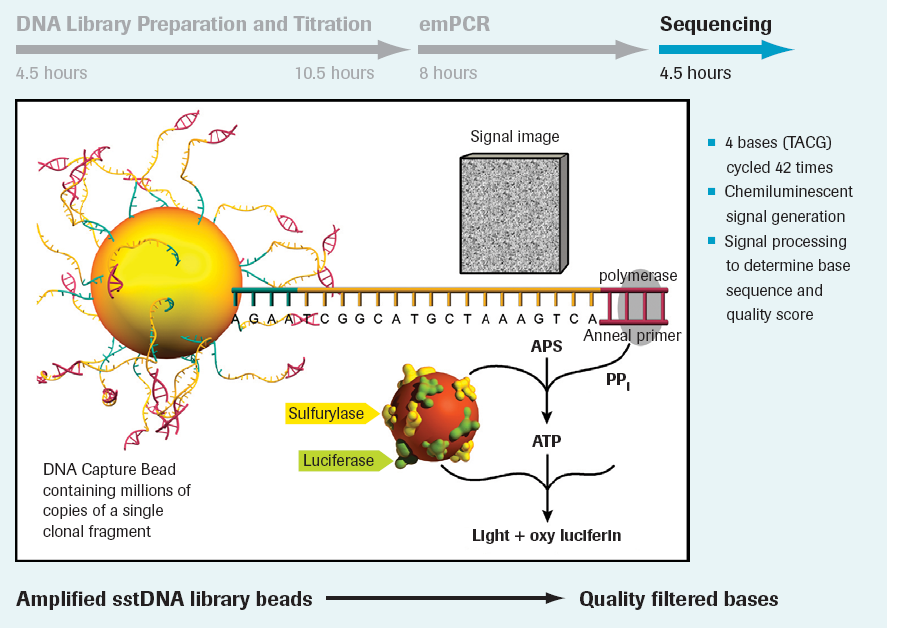 DNA Library Preparation and Titration
emPCR
Sequencing
4.5 hours
10.5 hours
8 hours
4.5 hours
Signal image
4 bases (TACG)
cycled 42 times
Chemiluminescent
signal generation
Signal processing
to determine base
sequence and
quality score
polymerase
A G A A T C G G C A T G C T A A A G T C A
Anneal primer
APS
PPI
Sulfurylase
Luciferase
ATP
DNA Capture Bead
containing millions of
copies of a single
clonal fragment
Light + oxy luciferin
Amplified sstDNA library beads
Quality filtered bases